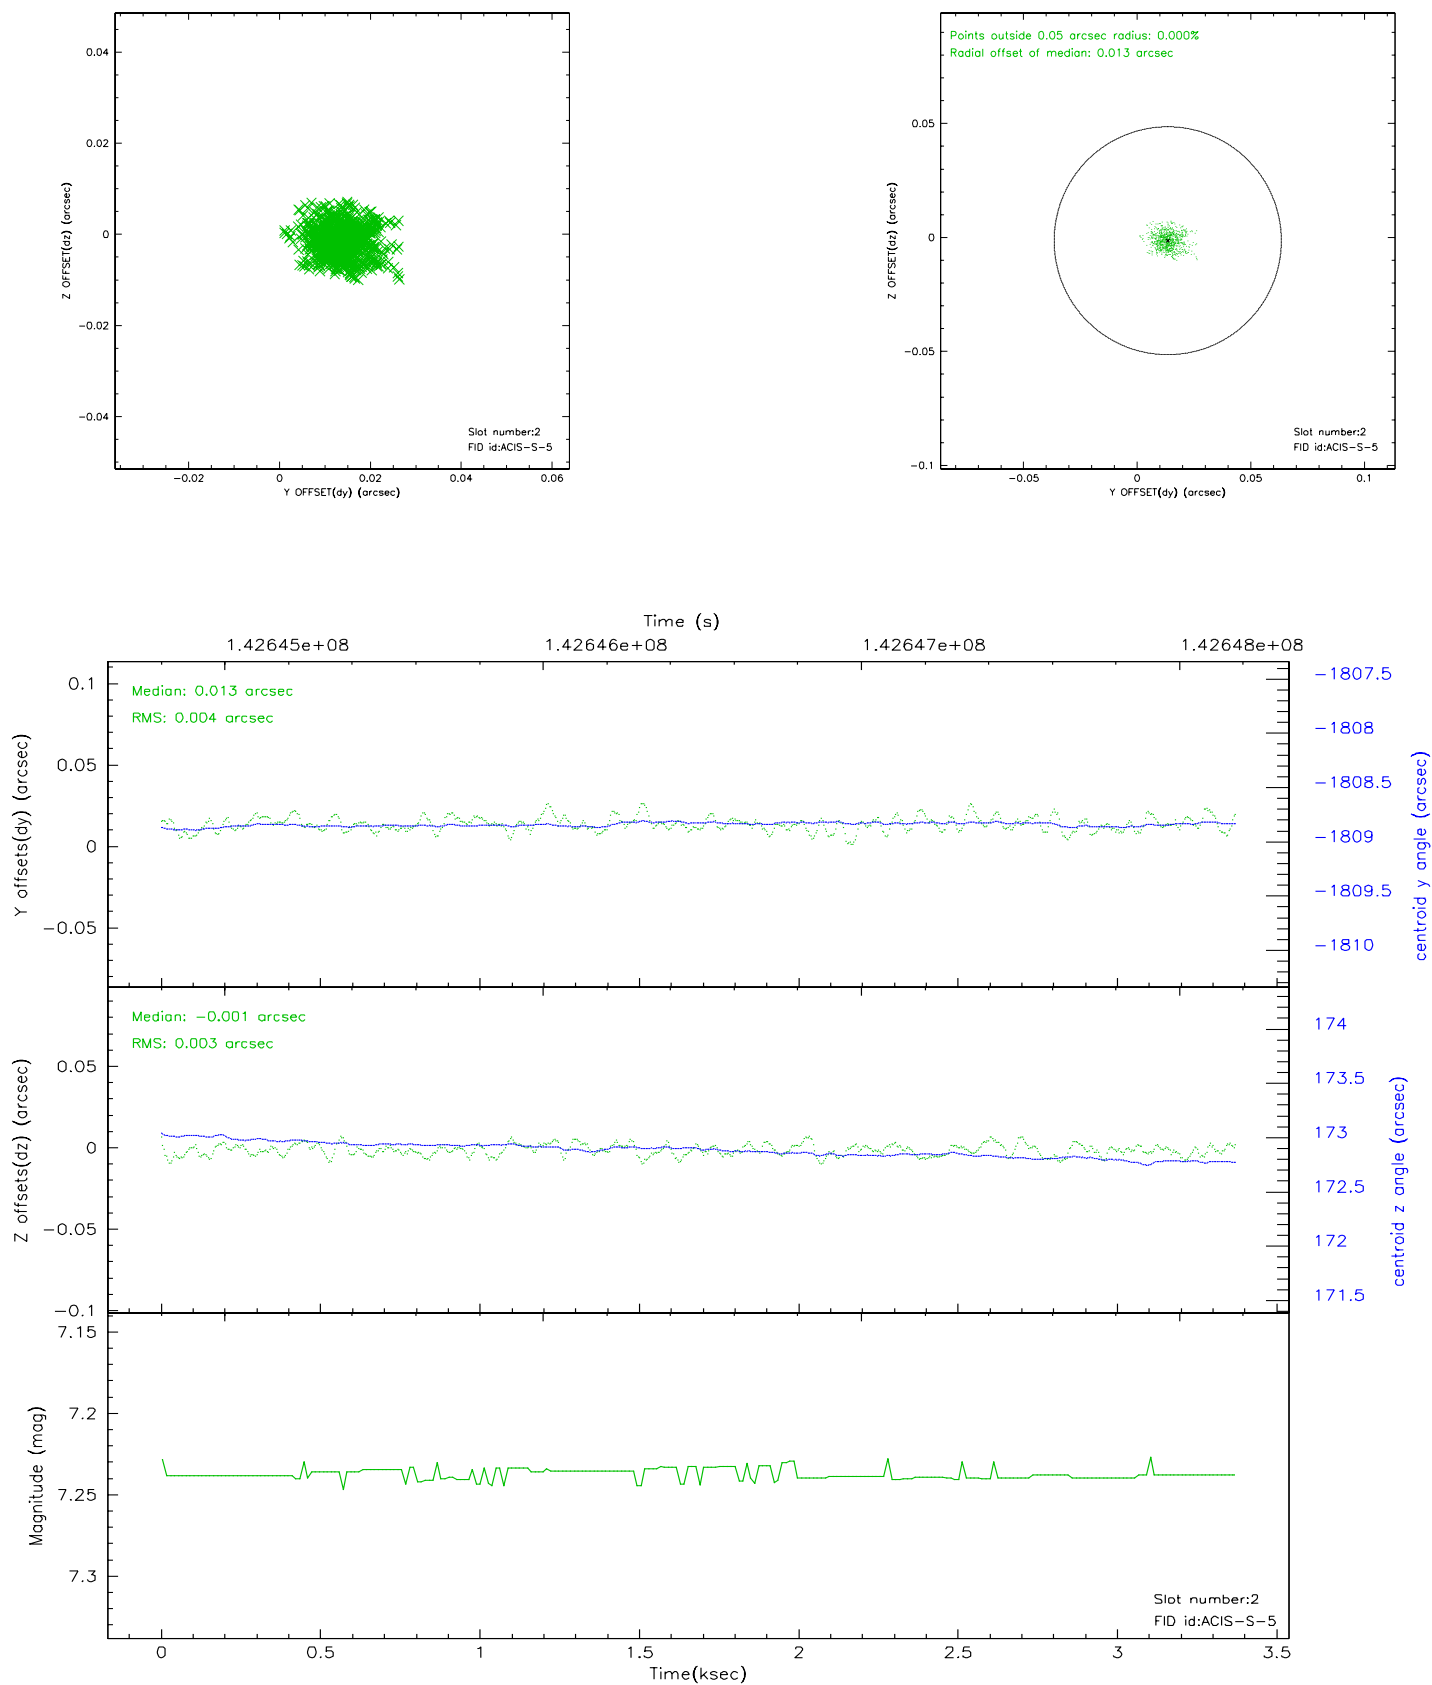 0.04
0.02
0
-0.02
-0.04
Z OFFSET(dz) (arcsec)
Slot number:2
FID id:ACIS-S-5
-0.02 0 0.02 0.04 0.06
Y OFFSET(dy) (arcsec)
Points outside 0.05 arcsec radius: 0.000%
Radial offset of median: 0.013 arcsec
0.05
0
-0.05
-0.1
Z OFFSET(dz) (arcsec)
Slot number:2
FID id:ACIS-S-5
-0.05 0 0.05 0.1
Y OFFSET(dy) (arcsec)
Time (s)
1.42645e+08 1.42646e+08 1.42647e+08 1.42648e+08
Median: 0.013 arcsec
RMS: 0.004 arcsec
0.1
0.05
0
-0.05
Y offsets(dy) (arcsec)
-1807.5
-1808
-1808.5
-1809
-1809.5
-1810
centroid y angle (arcsec)
Median: -0.001 arcsec
RMS: 0.003 arcsec
0.05
0
-0.05
-0.1
Z offsets(dz) (arcsec)
174
173.5
173
172.5
172
171.5
centroid z angle (arcsec)
7.15
7.2
7.25
7.3
Magnitude (mag)
Slot number:2
FID id:ACIS-S-5
0 0.5 1 1.5 2 2.5 3 3.5
Time(ksec)